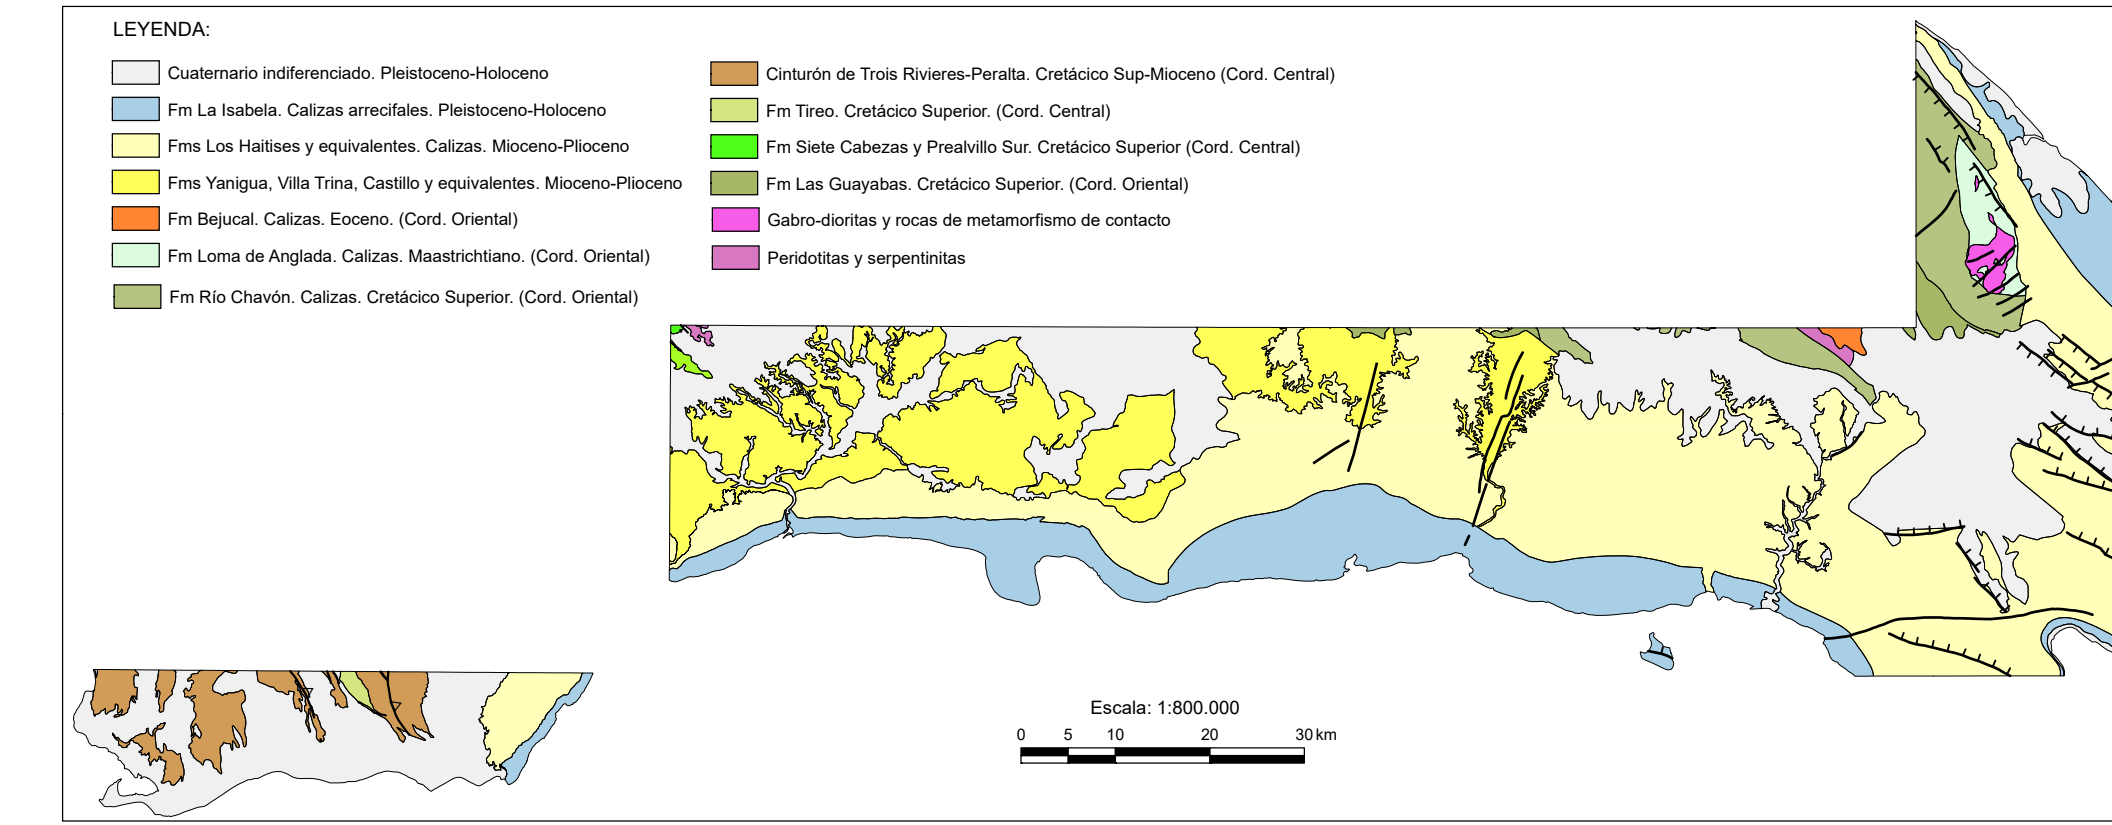 LEYENDA:
Cuaternario indiferenciado. Pleistoceno-Holoceno
Fm La Isabela. Calizas arrecifales. Pleistoceno-Holoceno
Fms Los Haitises y equivalentes. Calizas. Mioceno-Plioceno
Fms Yanigua, Villa Trina, Castillo y equivalentes. Mioceno-Plioceno
Fm Bejucal. Calizas. Eoceno. (Cord. Oriental)
Fm Loma de Anglada. Calizas. Maastrichtiano. (Cord. Oriental)
Fm Río Chavón. Calizas. Cretácico Superior. (Cord. Oriental)
Cinturón de Trois Rivieres-Peralta. Cretácico Sup-Mioceno (Cord. Central)
Fm Tireo. Cretácico Superior. (Cord. Central)
Fm Siete Cabezas y Prealvillo Sur. Cretácico Superior (Cord. Central)
Fm Las Guayabas. Cretácico Superior. (Cord. Oriental)
Gabro-dioritas y rocas de metamorfismo de contacto
Peridotitas y serpentinitas
Escala: 1:800.000
0 5 10 20 30 km